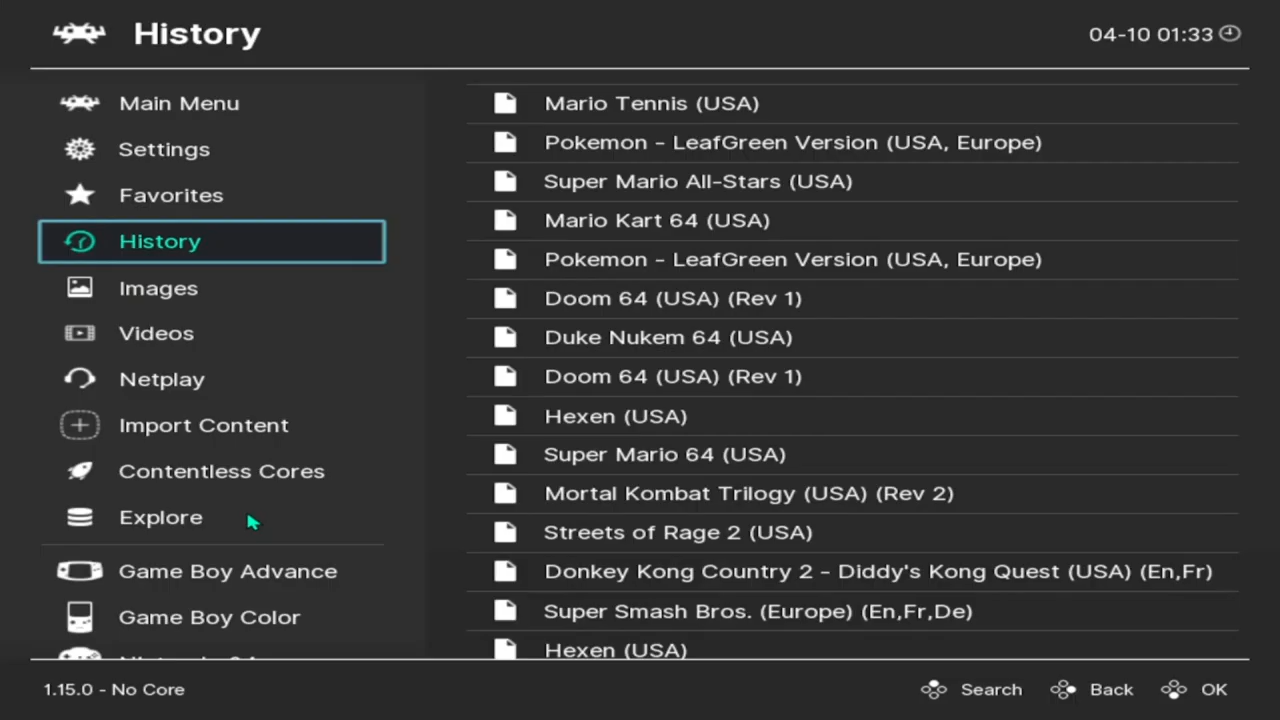 History
04-10 01:33
Main Menu
Settings
Favorites
History
Images
Videos
Netplay
Import Content
Contentless Cores
Explore
Game Boy Advance
Game Boy Color
Mario Tennis (USA)
Pokemon - LeafGreen Version (USA, Europe)
Super Mario All-Stars (USA)
Mario Kart 64 (USA)
Pokemon - LeafGreen Version (USA, Europe)
Doom 64 (USA) (Rev 1)
Duke Nukem 64 (USA)
Doom 64 (USA) (Rev 1)
Hexen (USA)
Super Mario 64 (USA)
Mortal Kombat Trilogy (USA) (Rev 2)
Streets of Rage 2 (USA)
Donkey Kong Country 2 - Diddy's Kong Quest (USA) (En,Fr)
Super Smash Bros. (Europe) (En,Fr,De)
Hexen (USA)
1.15.0 - No Core
Search
Back
OK